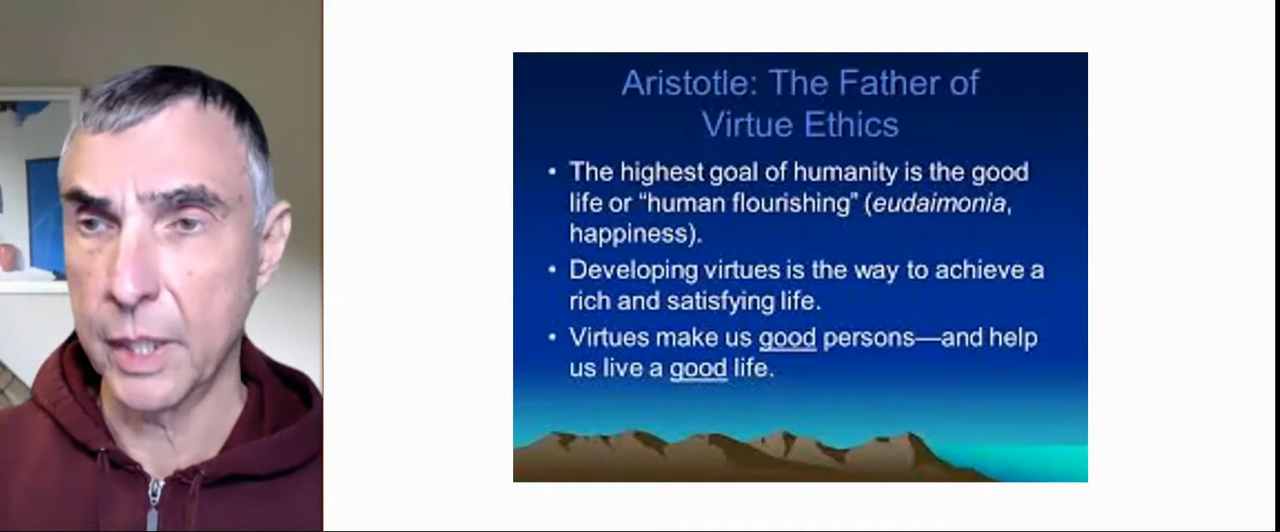 Aristotle: The Father of
Virtue Ethics
• The highest goal of humanity is the good
life or “human flourishing” (eudaimonia,
happiness).
• Developing virtues is the way to achieve a
rich and satisfying life.
• Virtues make us good persons—and help
us live a good life.